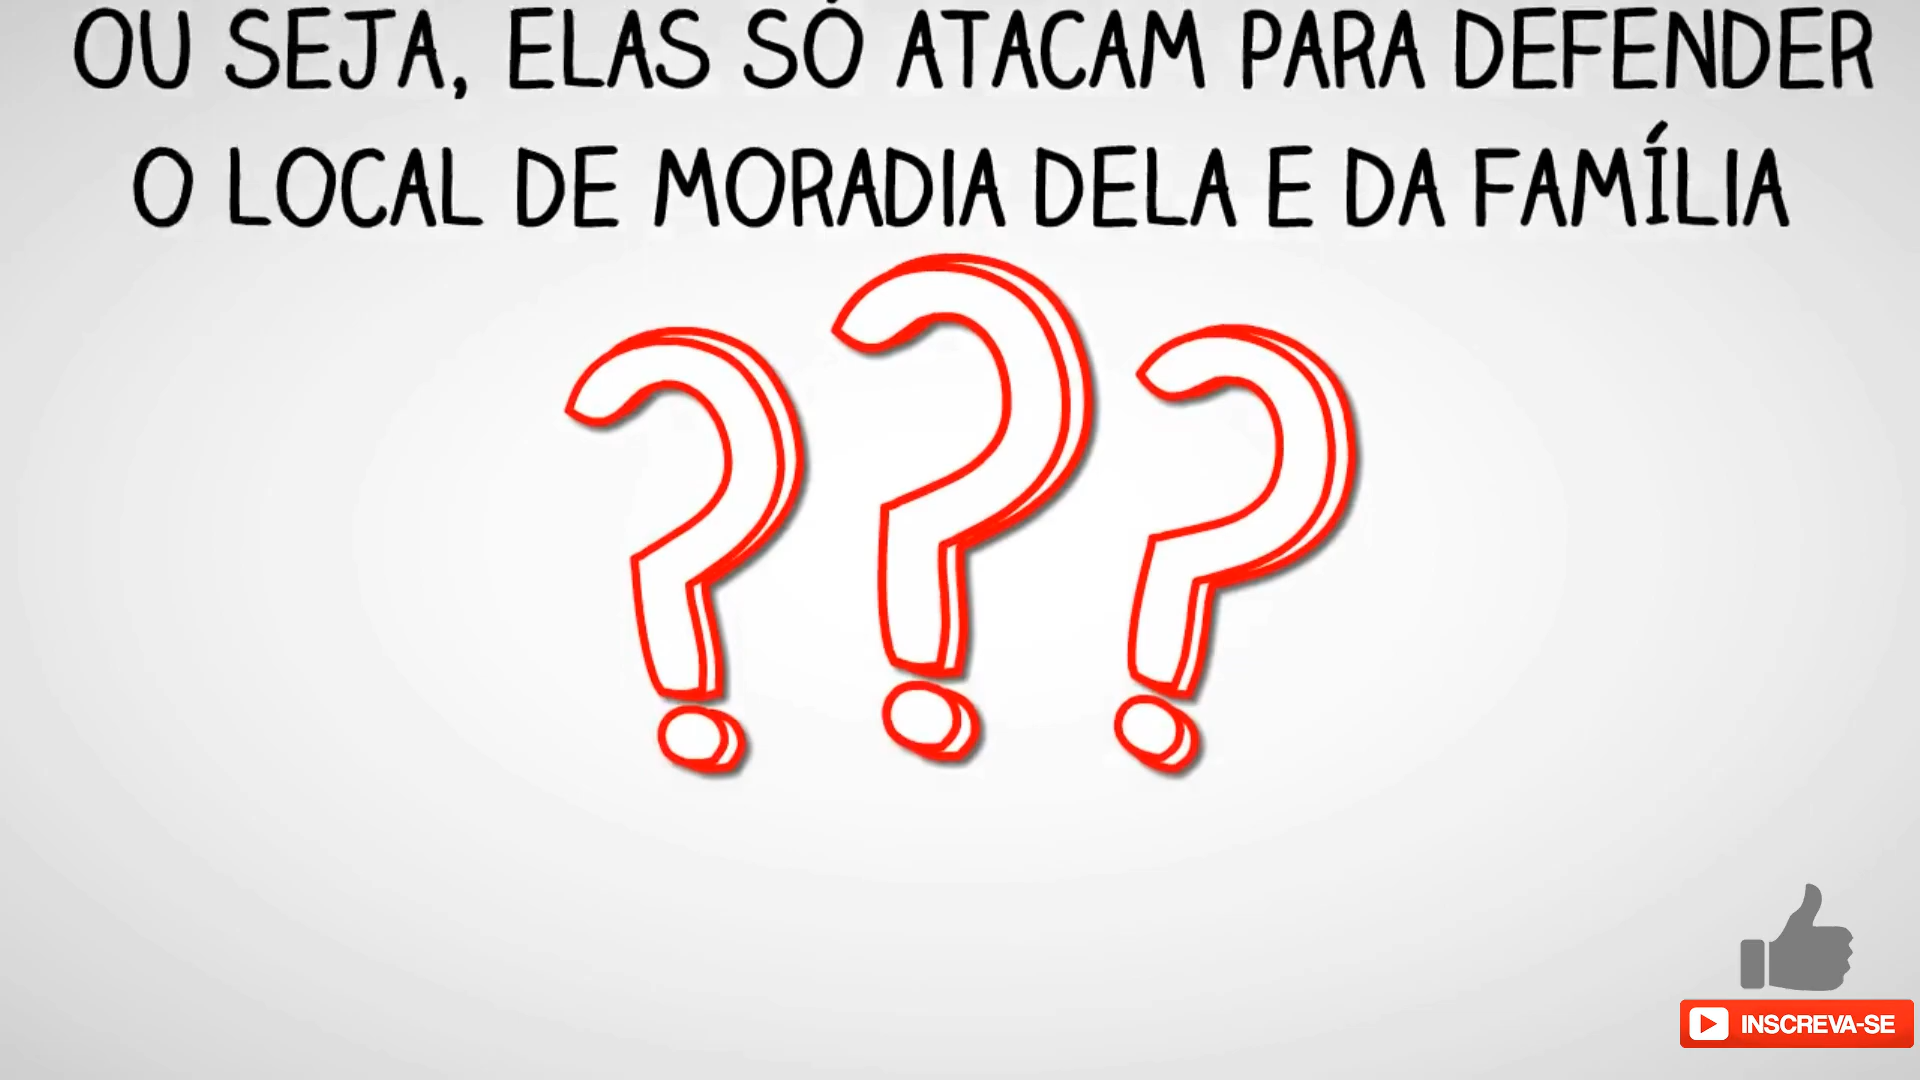 OU SEJA, ELAS SÓ ATACAM PARA DEFENDER
O LOCAL DE MORADIA DELA E DA FAMÍLIA
???
INSCREVA-SE